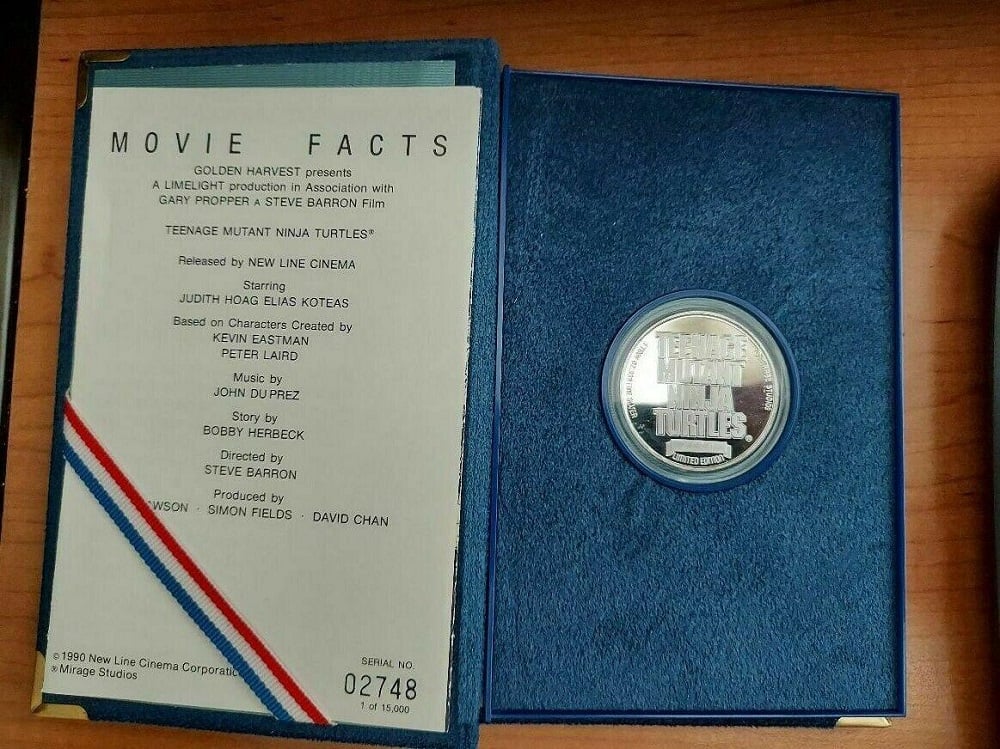 MOVIE FACTS
GOLDEN HARVEST presents
A LIMELIGHT production in Association with
GARY PROPPER A STEVE BARRON Film
TEENAGE MUTANT NINJA TURTLES®
Released by NEW LINE CINEMA
Starring
JUDITH HOAG ELIAS KOTEAS
Based on Characters Created by
KEVIN EASTMAN
PETER LAIRD
Music by
JOHN DU PREZ
Story by
BOBBY HERBECK
Directed by
STEVE BARRON
Produced by
WSON · SIMON FIELDS · DAVID CHAN
© 1990 New Line Cinema Corporatic
® Mirage Studios
SERIAL NO.
02748
1 of 15,000
TEENAGE
MUTANT
NINJA
TURTLES®
LIMITED EDITION